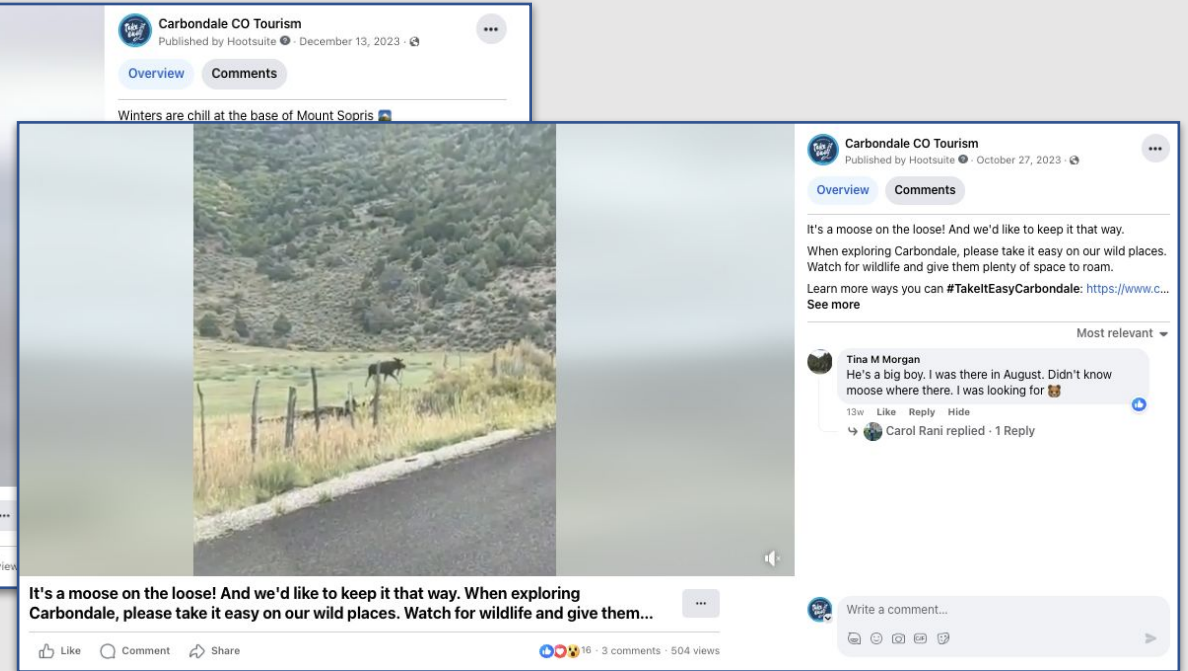 Carbondale CO Tourism
Published by Hootsuite · December 13, 2023 ·
Overview Comments
Winters are chill at the base of Mount Sopris
Carbondale CO Tourism
Published by Hootsuite · October 27, 2023 ·
Overview Comments
It's a moose on the loose! And we'd like to keep it that way.
When exploring Carbondale, please take it easy on our wild places.
Watch for wildlife and give them plenty of space to roam.
Learn more ways you can #TakeItEasyCarbondale: https://www.c...
See more
Most relevant
Tina M Morgan
He's a big boy. I was there in August. Didn't know
moose where there. I was looking for 🐻
13w Like Reply Hide
Carol Rani replied · 1 Reply
It's a moose on the loose! And we'd like to keep it that way. When exploring
Carbondale, please take it easy on our wild places. Watch for wildlife and give them...
Like Comment Share
16 · 3 comments · 504 views
Write a comment...
GIF